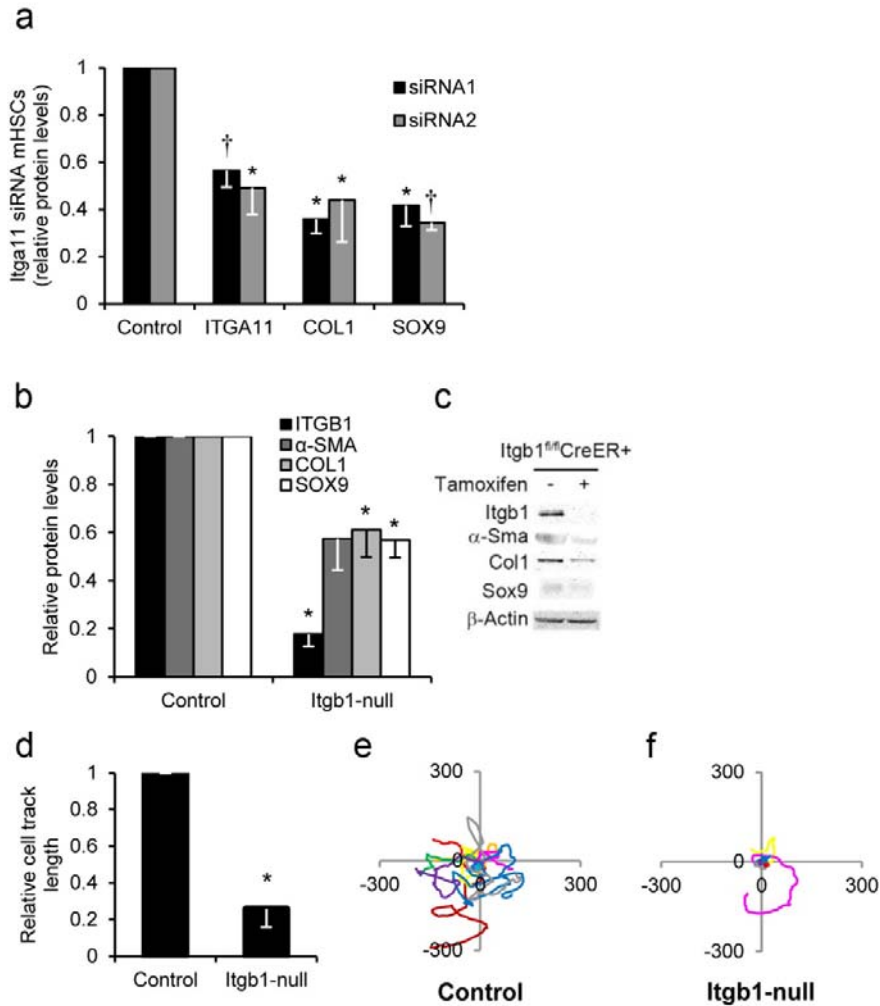 a
Itga11 siRNA mHSCs
(relative protein levels)
1
0.8
0.6
0.4
0.2
0
siRNA1
siRNA2
†
*
*
*
*
†
Control
ITGA11
COL1
SOX9
b
Relative protein levels
1
0.8
0.6
0.4
0.2
0
ITGB1
α-SMA
COL1
SOX9
*
*
*
Control
Itgb1-null
c
Itgb1fl/flCreER+
Tamoxifen - +
Itgb1
α-Sma
Col1
Sox9
β-Actin
d
Relative cell track
length
1
0.8
0.6
0.4
0.2
0
*
Control
Itgb1-null
e
300
0
-300
0
300
-300
Control
f
300
0
-300
0
300
-300
Itgb1-null